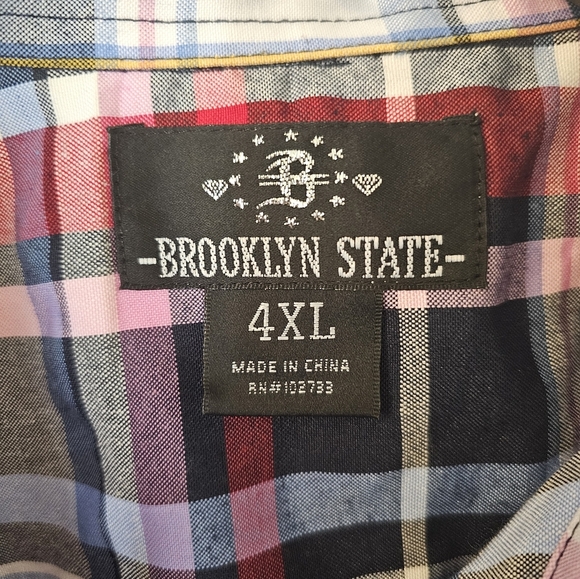 B
-BROOKLYN STATE-
4XL
MADE IN CHINA
RN#102733